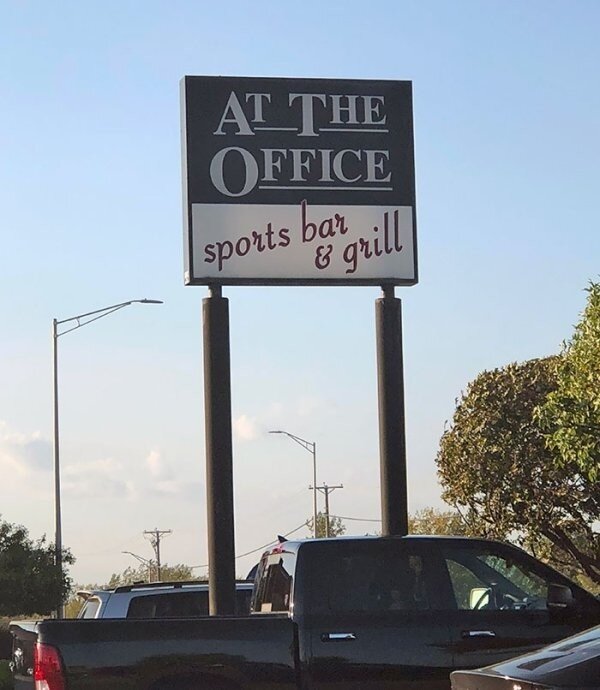 AT THE
OFFICE
sports bar
& grill